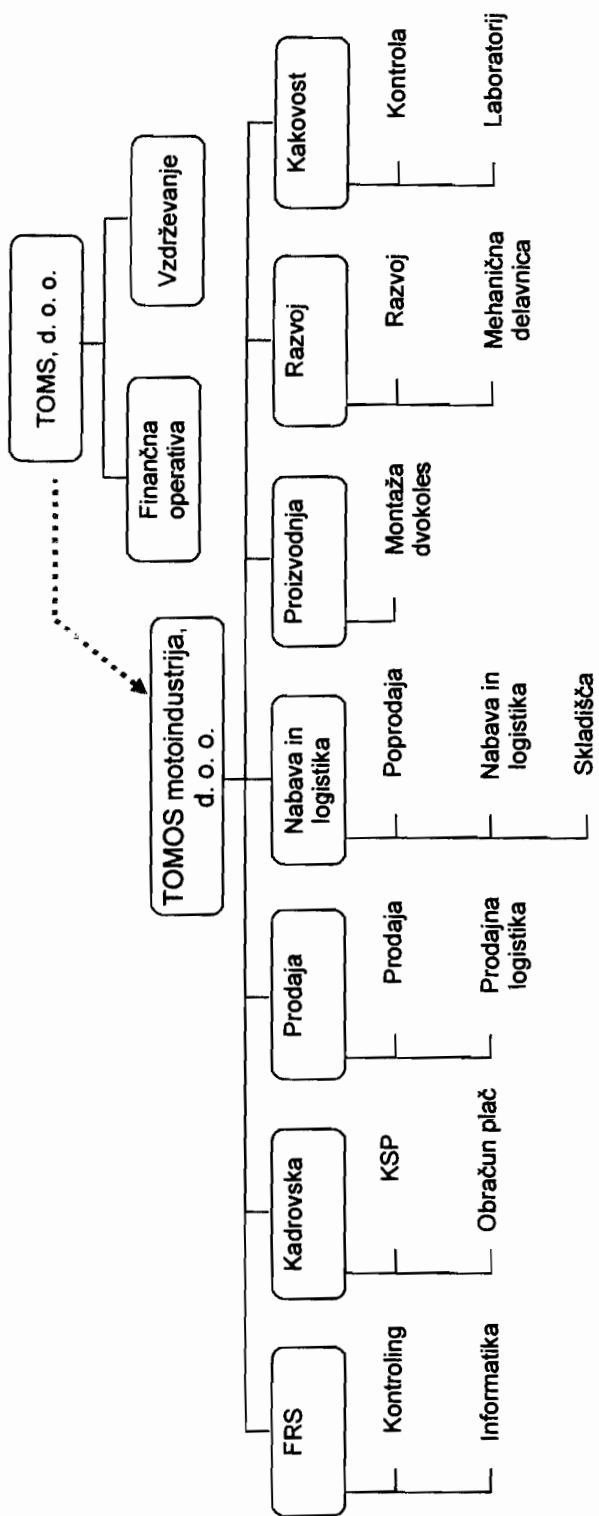 TOMS, d. o. o.
Finančna
operativa
Vzdrževanje
TOMOS motoindustrija,
d. o. o.
FRS
Kontroling
Informatika
Kadrovska
KSP
Obračun plač
Prodaja
Prodaja
Prodajna
logistika
Nabava in
logistika
Poprodaja
Nabava in
logistika
Skladišča
Proizvodnja
Montaža
dvokoles
Razvoj
Razvoj
Mehanična
delavnica
Kakovost
Kontrola
Laboratorij